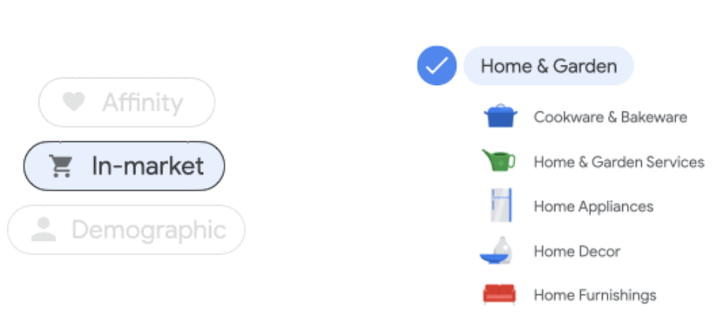 Affinity
In-market
Demographic
Home & Garden
Cookware & Bakeware
Home & Garden Services
Home Appliances
Home Decor
Home Furnishings